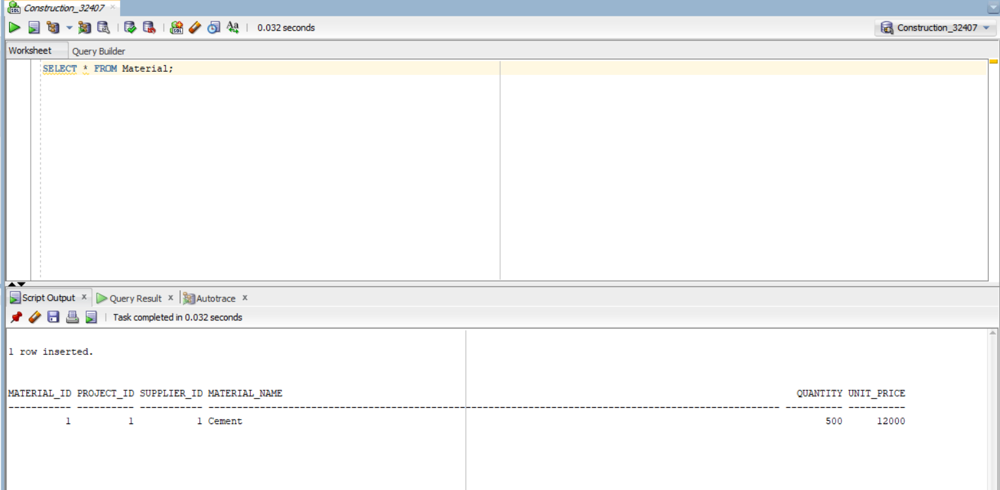 Construction_32407
0.032 seconds
Construction_32407
Worksheet Query Builder
SELECT * FROM Material;
Script Output x Query Result x Autotrace x
Task completed in 0.032 seconds
1 row inserted.
MATERIAL_ID PROJECT_ID SUPPLIER_ID MATERIAL_NAME QUANTITY UNIT_PRICE
----------- ---------- ----------- ---------------------------------------------------------------------------------------------------- ---------- ----------
1 1 1 Cement 500 12000